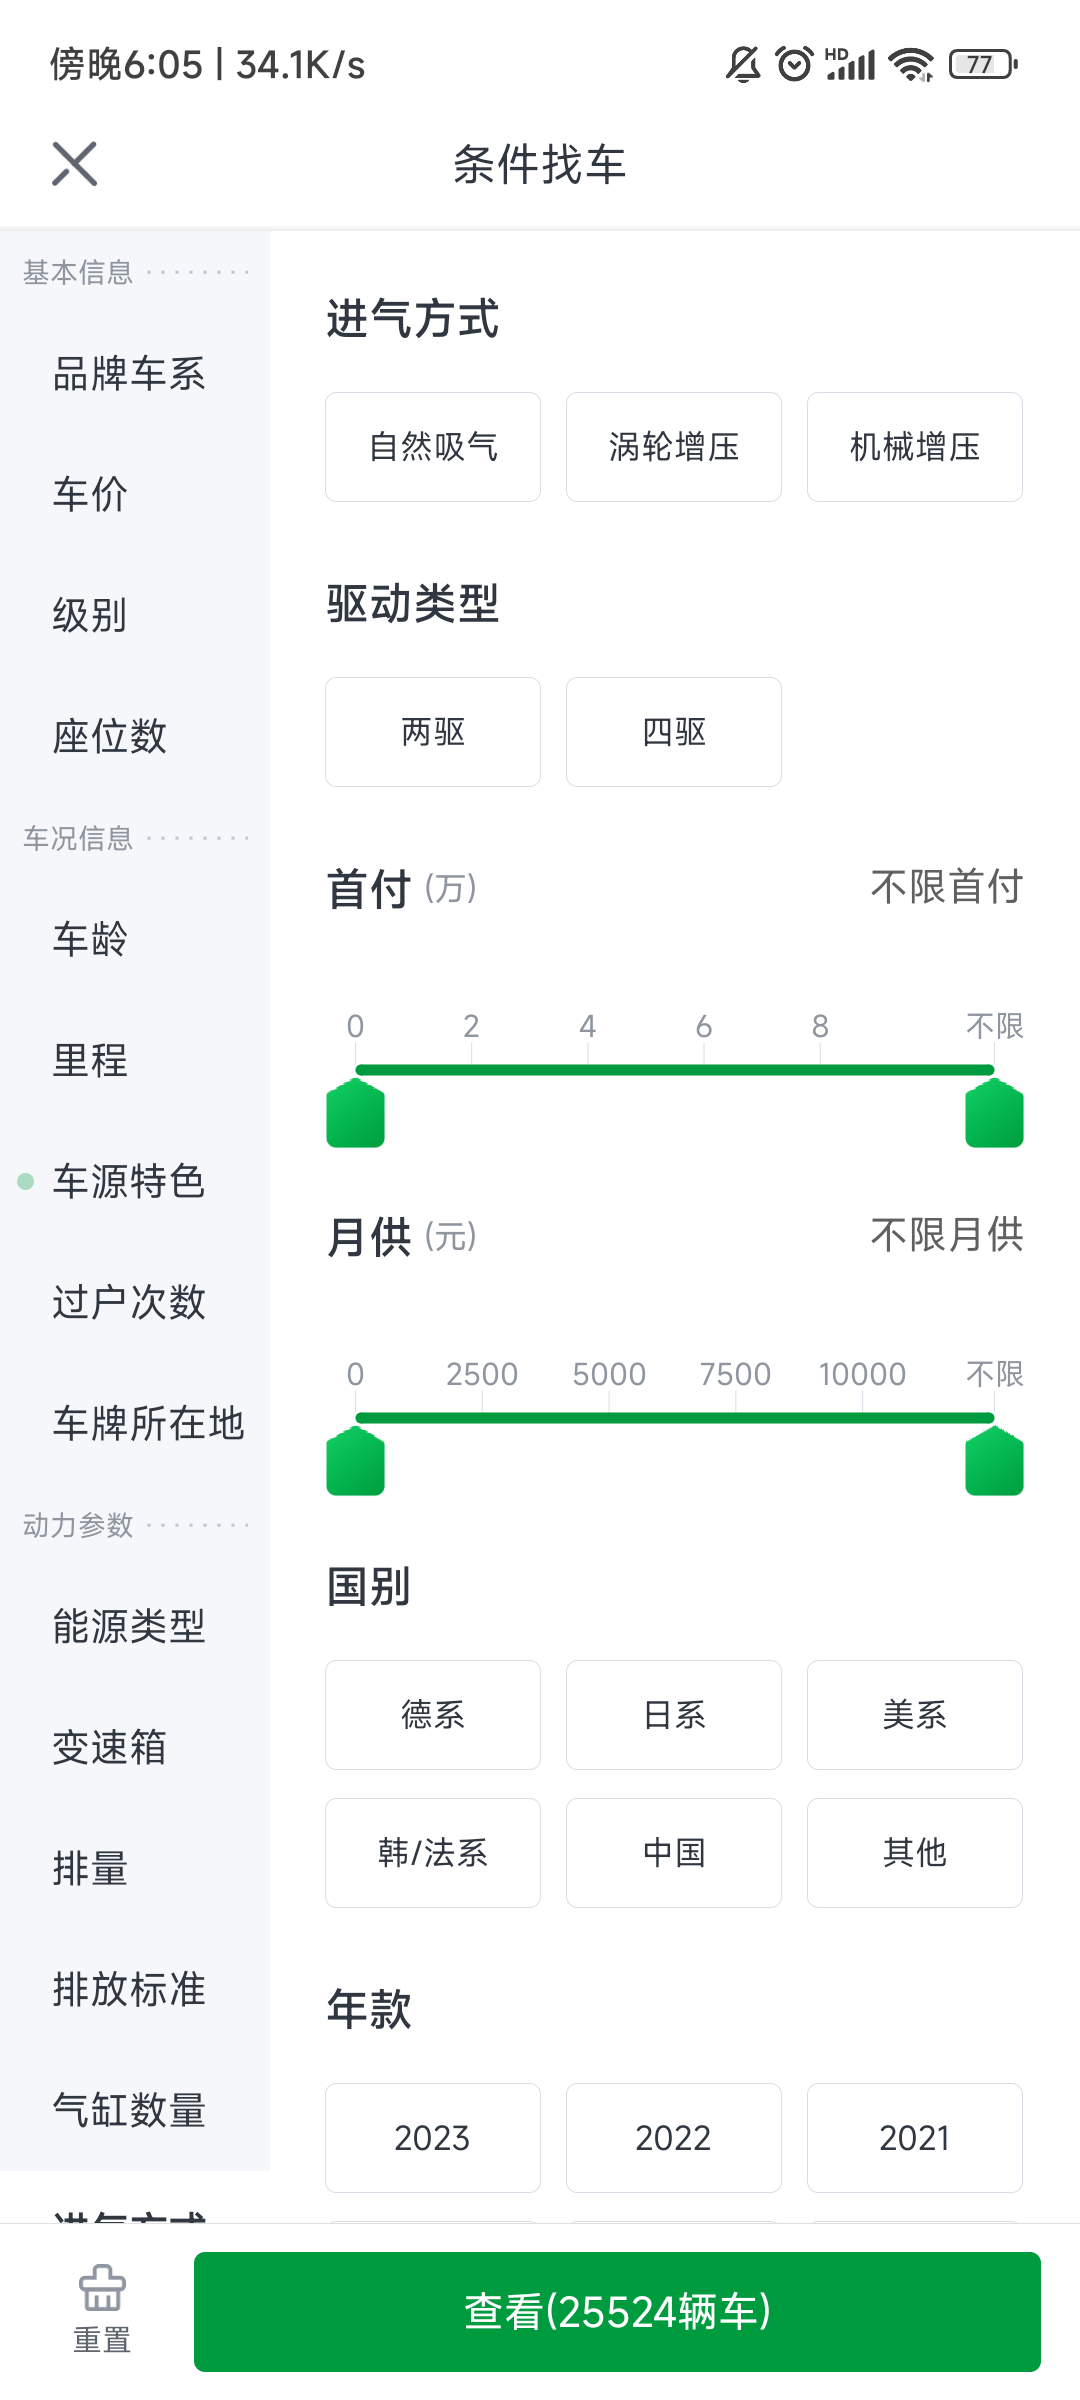 傍晚6:05 | 34.1K/s
HD
77
条件找车
基本信息
品牌车系
车价
级别
座位数
车况信息
车龄
里程
车源特色
过户次数
车牌所在地
动力参数
能源类型
变速箱
排量
排放标准
气缸数量
进气方式
进气方式
自然吸气 涡轮增压 机械增压
驱动类型
两驱 四驱
首付 (万) 不限首付
0 2 4 6 8 不限
月供 (元) 不限月供
0 2500 5000 7500 10000 不限
国别
德系 日系 美系
韩/法系 中国 其他
年款
2023 2022 2021
重置
查看(25524辆车)